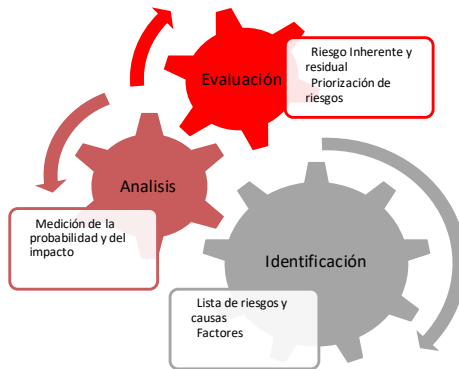 Evaluación
Riesgo Inherente y
residual
Priorización de
riesgos
Analisis
Medición de la
probabilidad y del
impacto
Identificación
Lista de riesgos y
causas
Factores